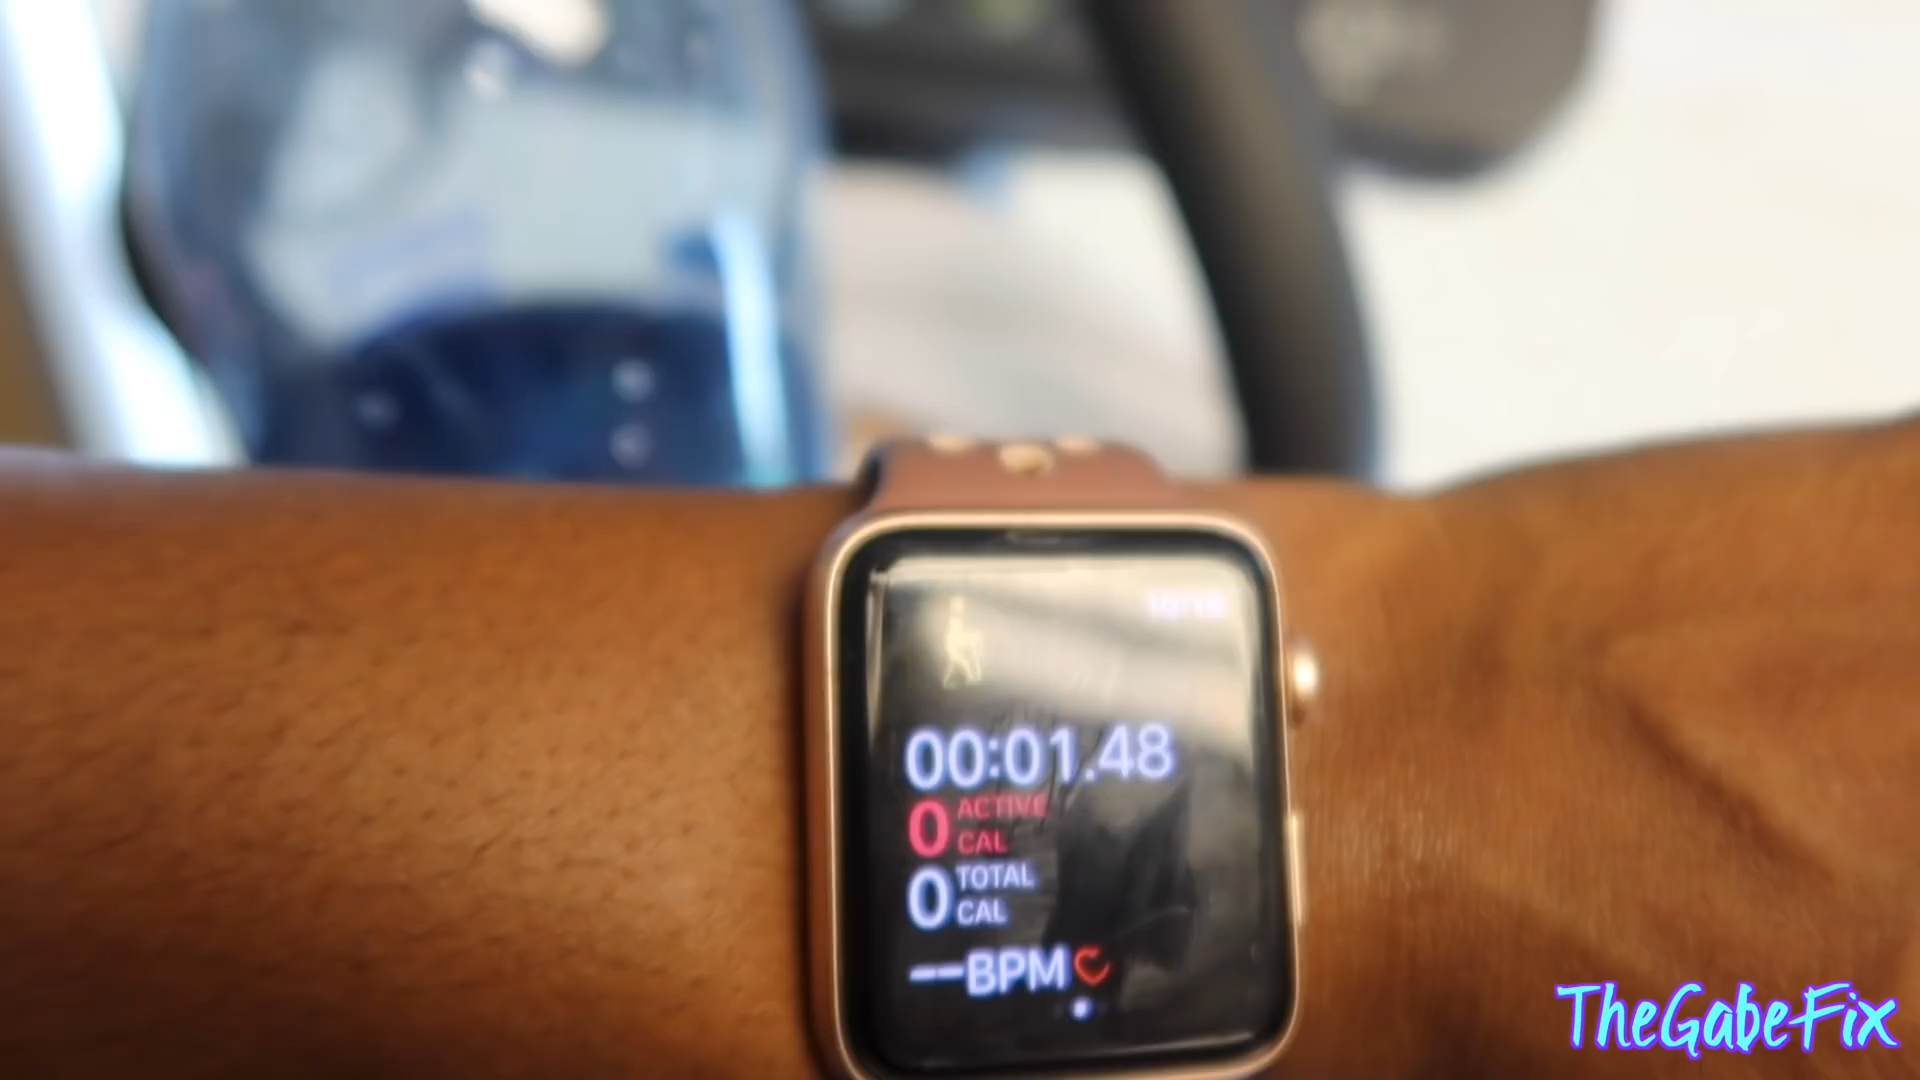 00:01.48
0 ACTIVE
CAL
0 TOTAL
CAL
--BPM
TheGabeFix